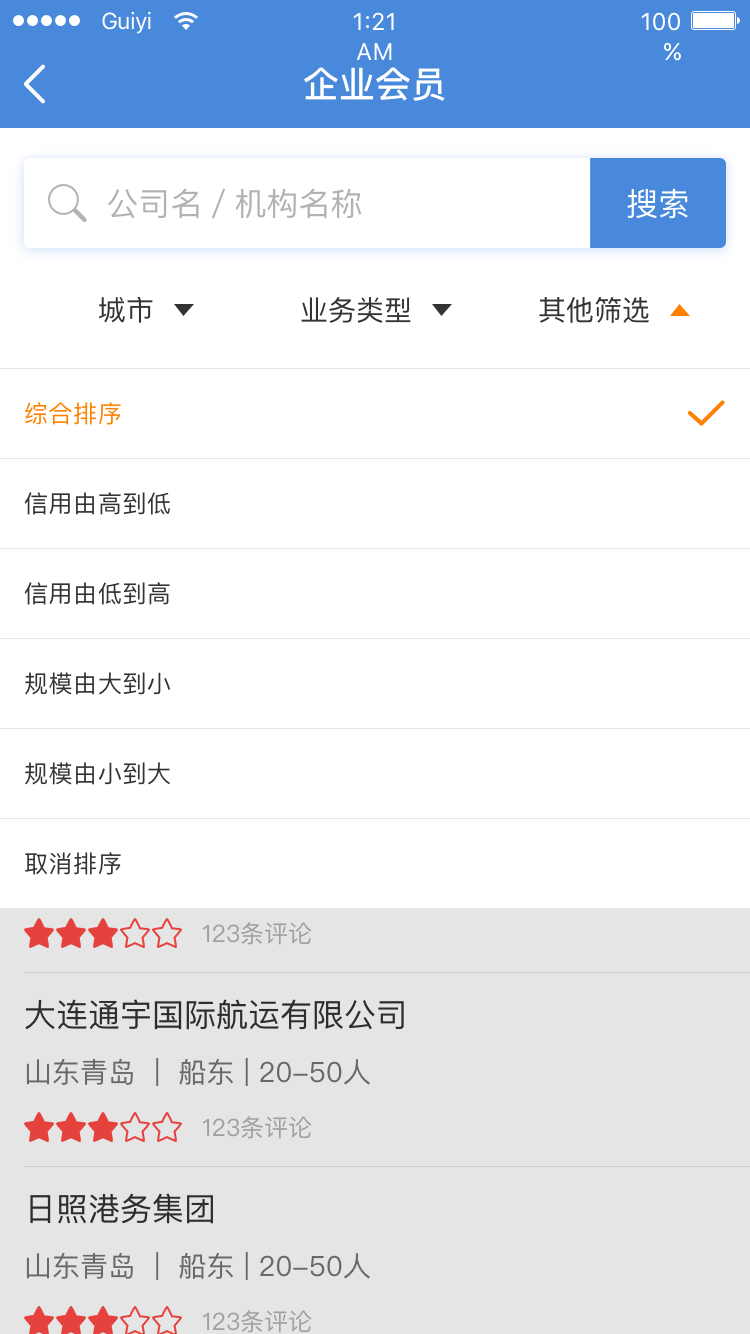 Guiyi 1:21 AM 100 %
企业会员
公司名 / 机构名称 搜索
城市 业务类型 其他筛选
综合排序
信用由高到低
信用由低到高
规模由大到小
规模由小到大
取消排序
123条评论
大连通宇国际航运有限公司
山东青岛 | 船东 | 20-50人
123条评论
日照港务集团
山东青岛 | 船东 | 20-50人
123条评论